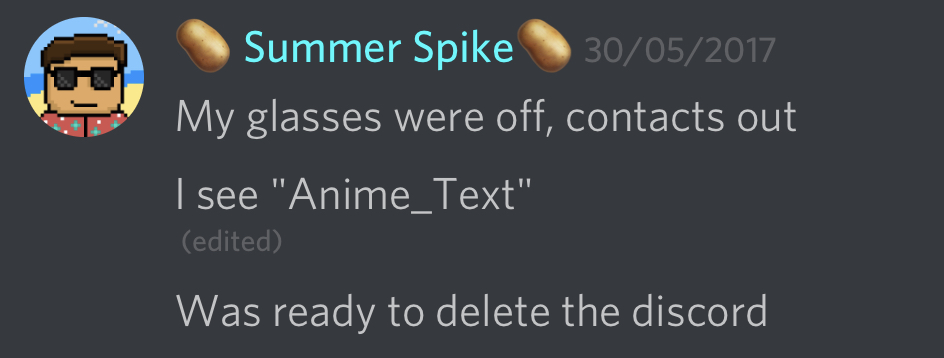 🥔 Summer Spike🥔 30/05/2017
My glasses were off, contacts out
I see "Anime_Text"
(edited)
Was ready to delete the discord